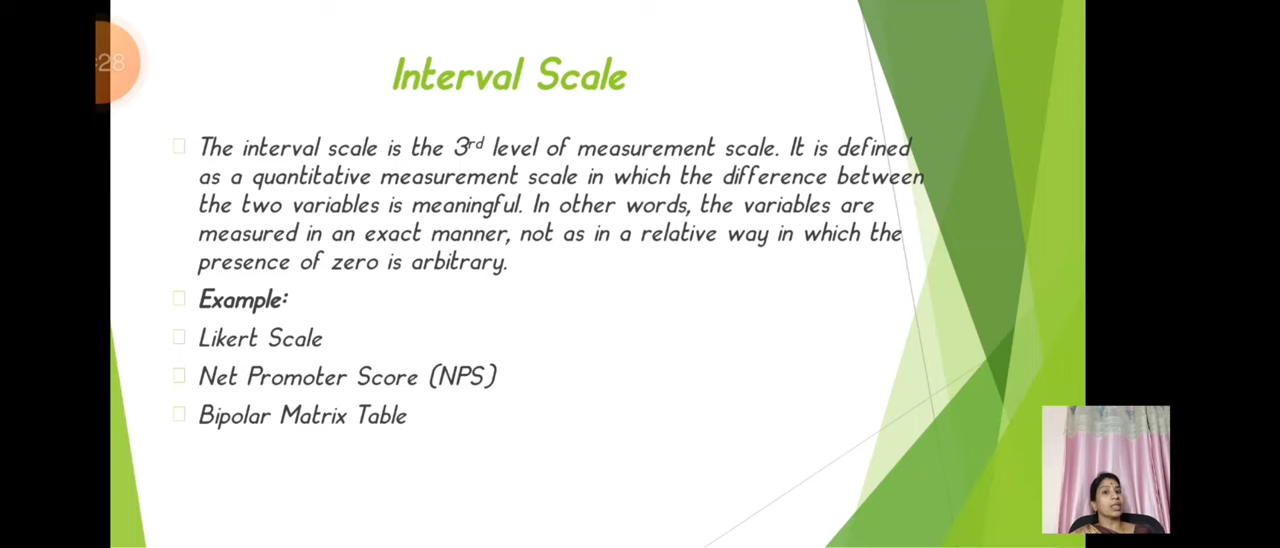 :28
Interval Scale
The interval scale is the 3rd level of measurement scale. It is defined
as a quantitative measurement scale in which the difference between
the two variables is meaningful. In other words, the variables are
measured in an exact manner, not as in a relative way in which the
presence of zero is arbitrary.
Example:
Likert Scale
Net Promoter Score (NPS)
Bipolar Matrix Table